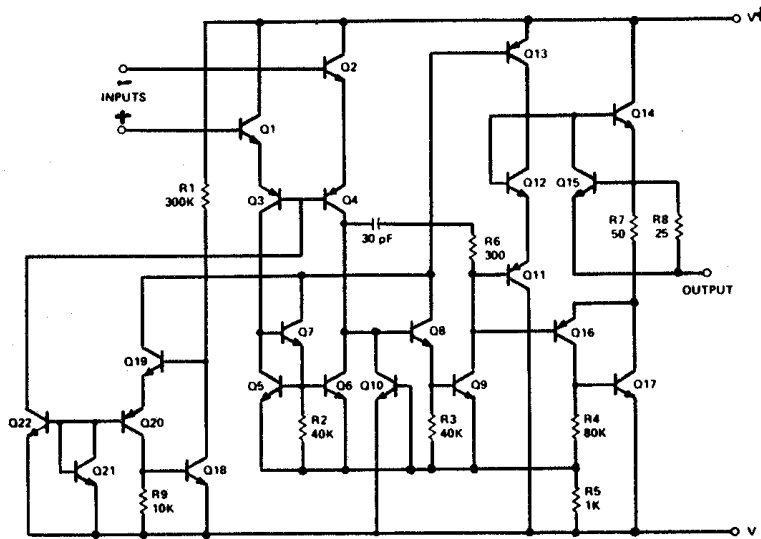 V+
Q13
Q2
-
INPUTS
+
Q14
Q1
Q12
Q15
R1
300K
Q3
Q4
R7
50
R8
25
30 pF
R6
300
Q11
OUTPUT
Q7
Q8
Q16
Q19
Q5
Q6
Q10
Q9
Q17
Q22
Q20
R2
40K
R3
40K
R4
80K
Q21
Q18
R9
10K
R5
1K
V